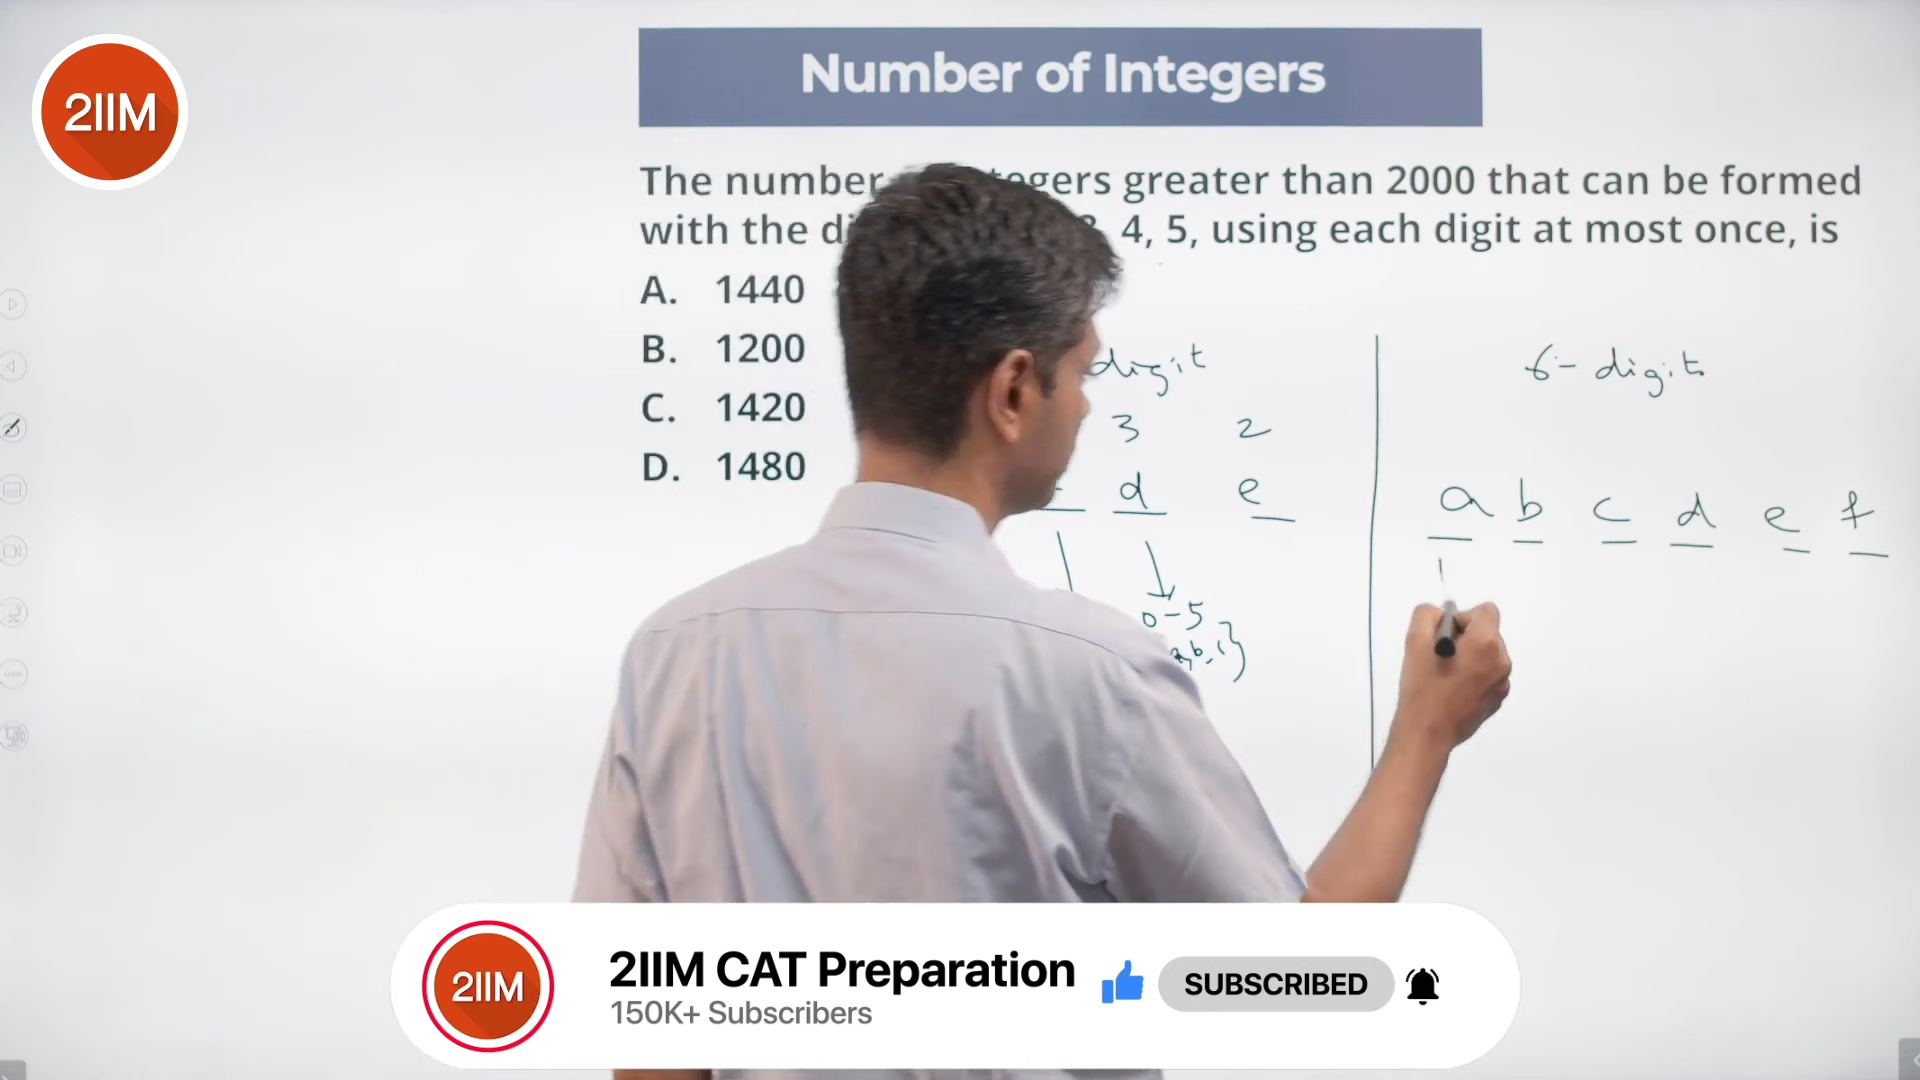 2IIM
Number of Integers
The number greater than 2000 that can be formed
with the 4, 5, using each digit at most once, is
A. 1440
B. 1200
C. 1420
D. 1480
digit
3 2
d e
0-5
6-digits
a b c d e f
2IIM
2IIM CAT Preparation
150K+ Subscribers
SUBSCRIBED